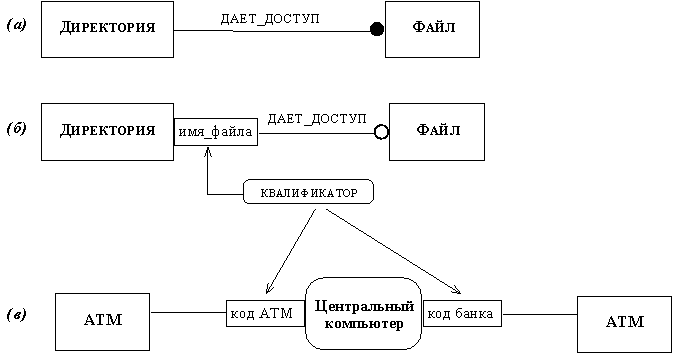 (а) ДИРЕКТОРИЯ ДАЕТ_ДОСТУП ФАЙЛ
(б) ДИРЕКТОРИЯ имя_файла ДАЕТ_ДОСТУП ФАЙЛ
КВАЛИФИКАТОР
(в) АТМ код АТМ Центральный
компьютер код банка АТМ